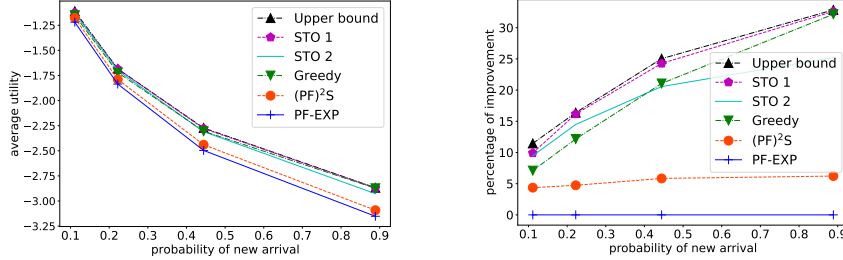 −1.25
−1.50
−1.75
−2.00
−2.25
−2.50
−2.75
−3.00
−3.25
average utility
0.1 0.2 0.3 0.4 0.5 0.6 0.7 0.8 0.9
probability of new arrival
Upper bound
STO 1
STO 2
Greedy
(PF)²S
PF-EXP
30
25
20
15
10
5
0
percentage of improvement
0.1 0.2 0.3 0.4 0.5 0.6 0.7 0.8 0.9
probability of new arrival
Upper bound
STO 1
STO 2
Greedy
(PF)²S
PF-EXP